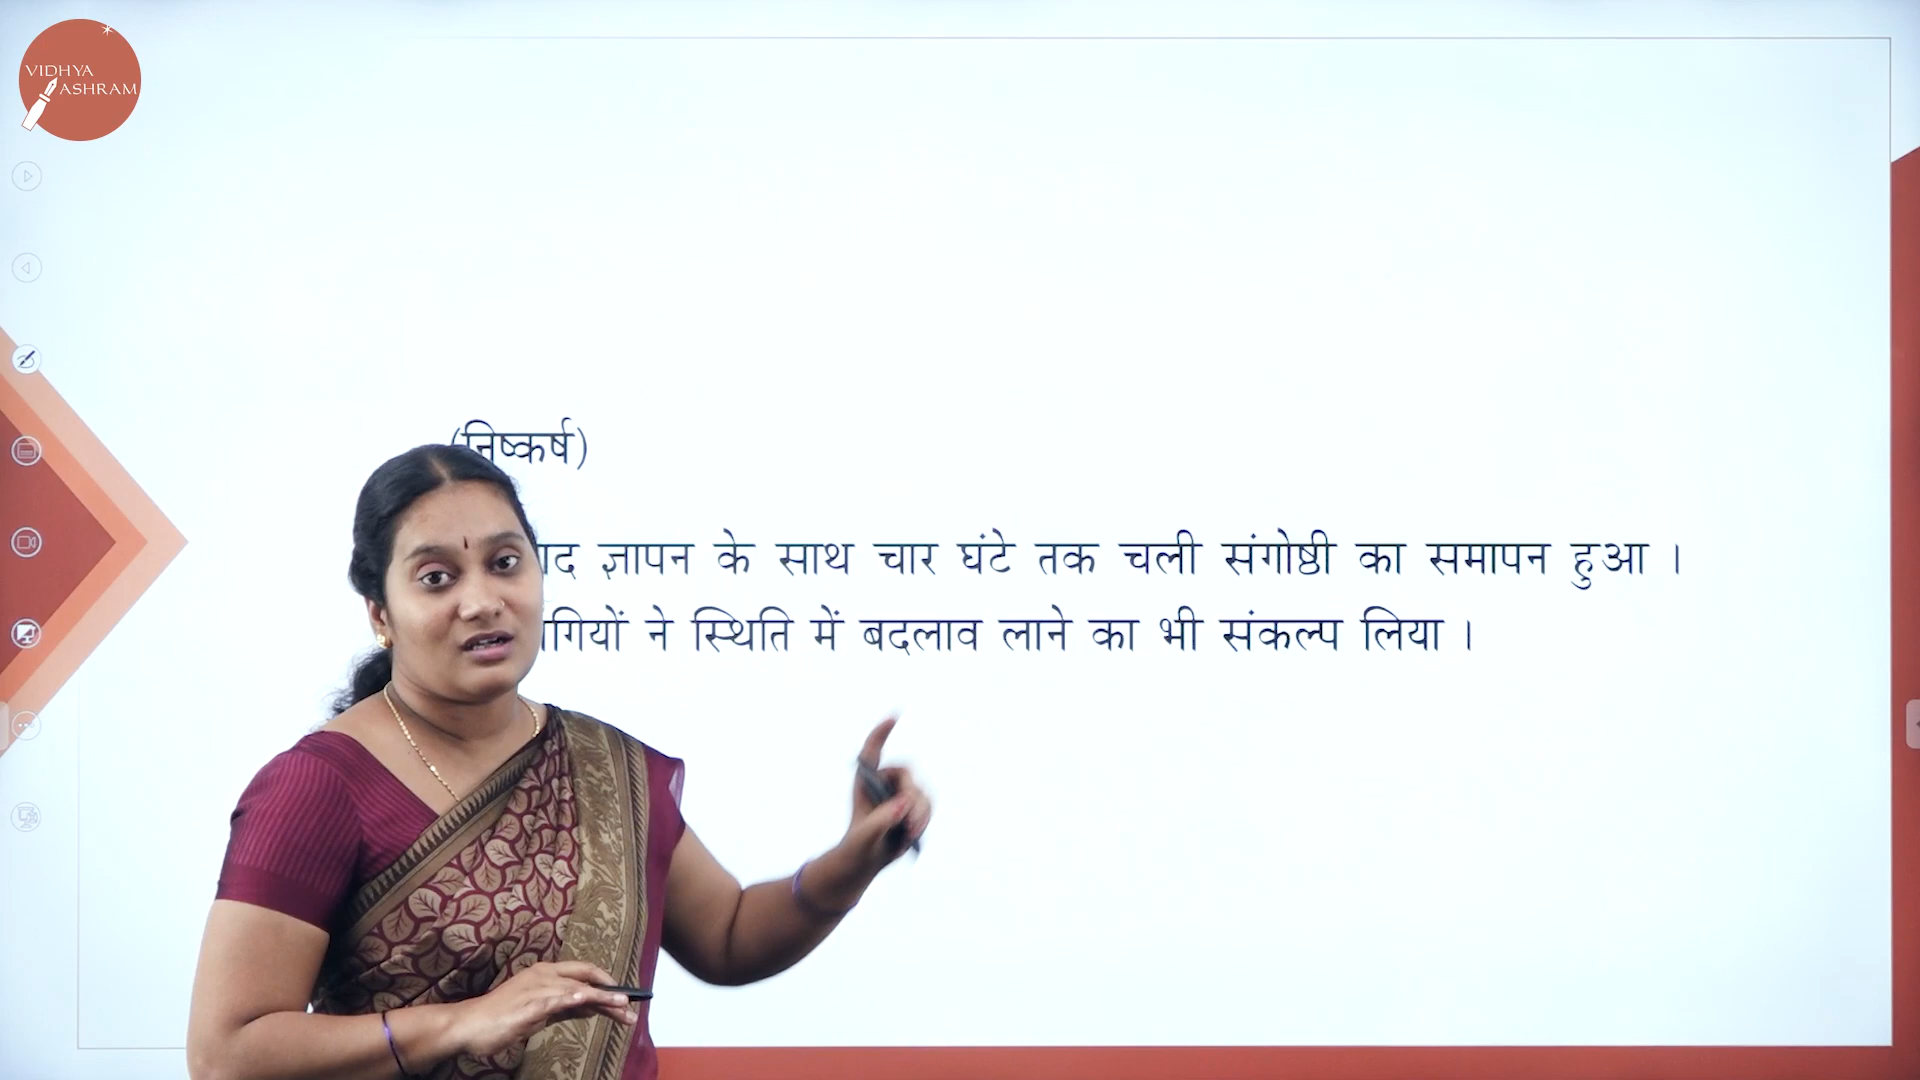 VIDHYA
ASHRAM
(निष्कर्ष)
ज्ञापन के साथ चार घंटे तक चली संगोष्ठी का समापन हुआ ।
ने स्थिति में बदलाव लाने का भी संकल्प लिया ।